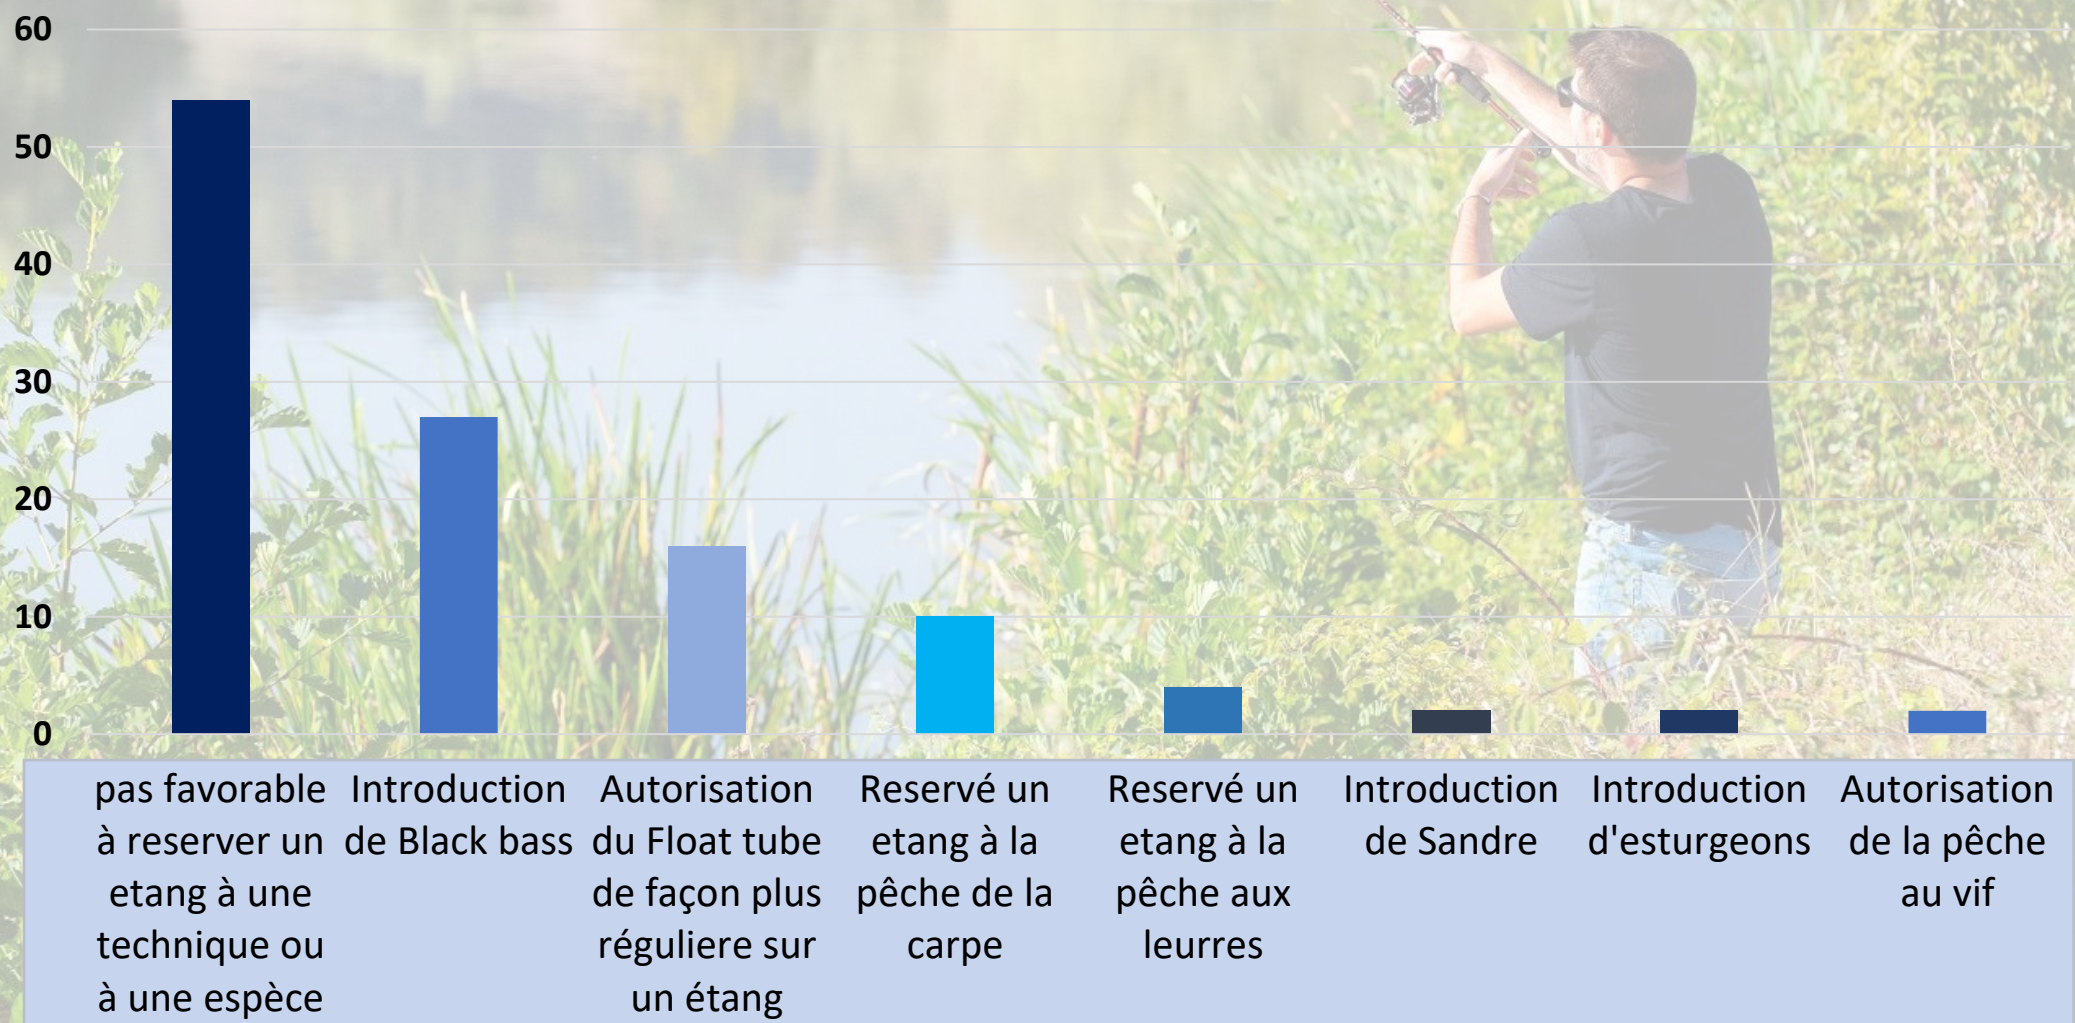 60
50
40
30
20
10
0
pas favorable
à reserver un
etang à une
technique ou
à une espèce
Introduction
de Black bass
Autorisation
du Float tube
de façon plus
réguliere sur
un étang
Reservé un
etang à la
pêche de la
carpe
Reservé un
etang à la
pêche aux
leurres
Introduction
de Sandre
Introduction
d'esturgeons
Autorisation
de la pêche
au vif